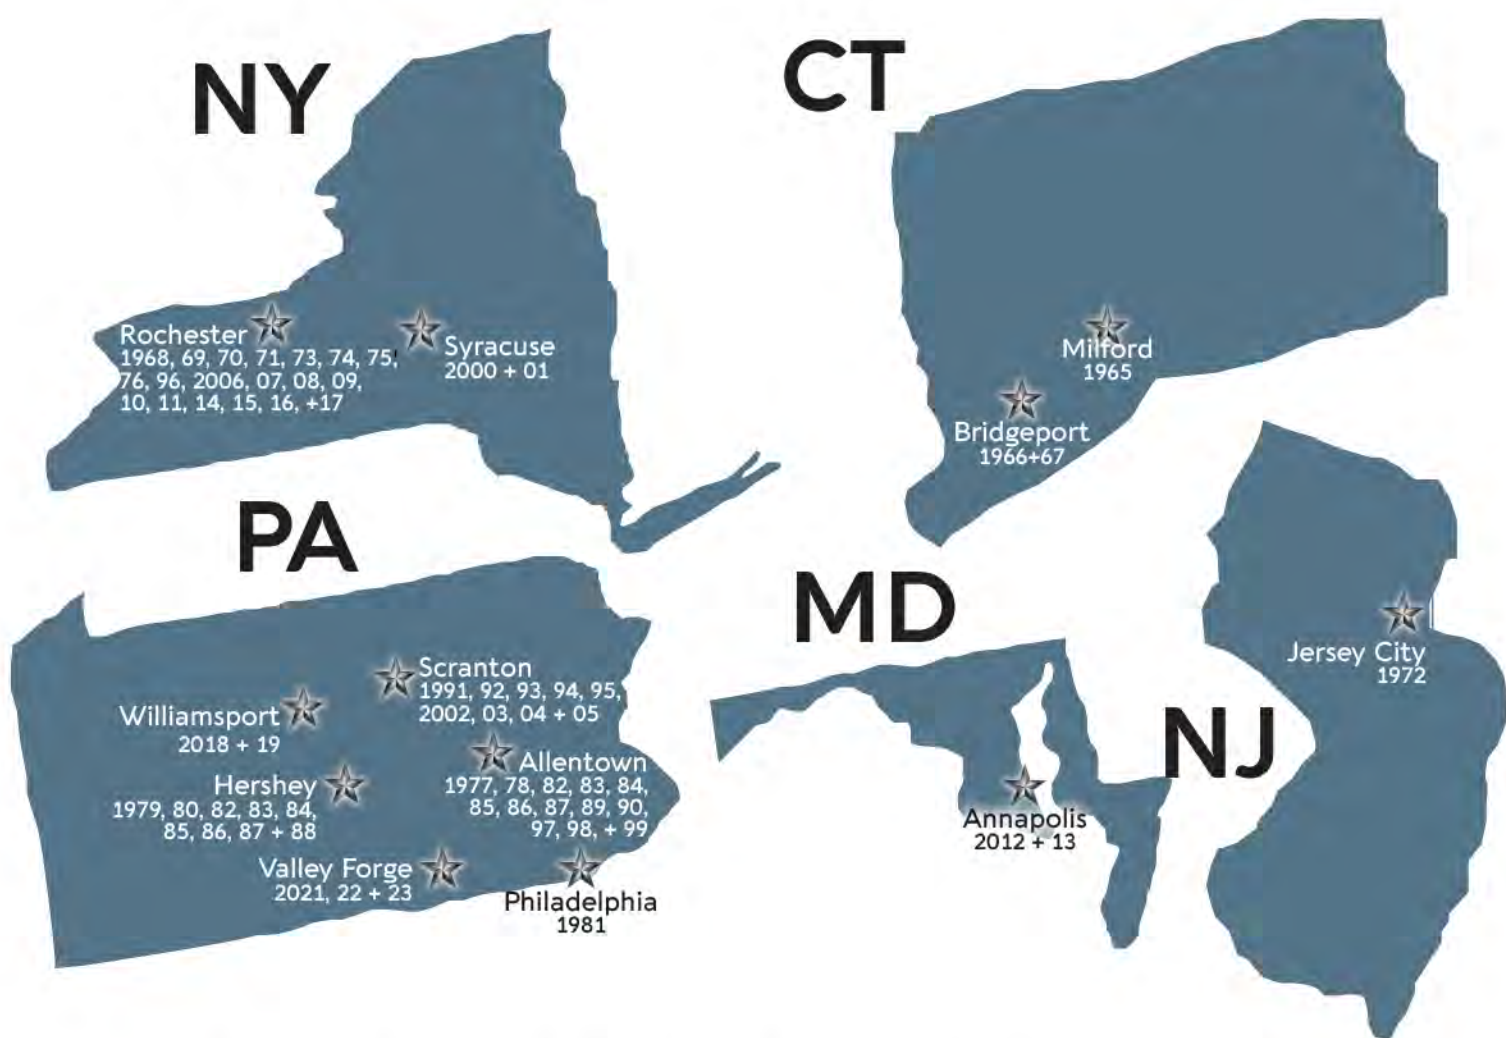 NY
Rochester
1968, 69, 70, 71, 73, 74, 75,
76, 96, 2006, 07, 08, 09,
10, 11, 14, 15, 16, +17
Syracuse
2000 + 01
CT
Milford
1965
Bridgeport
1966+67
PA
Scranton
1991, 92, 93, 94, 95,
2002, 03, 04 + 05
Williamsport
2018 + 19
Allentown
1977, 78, 82, 83, 84,
85, 86, 87, 89, 90,
97, 98, + 99
Hershey
1979, 80, 82, 83, 84,
85, 86, 87 + 88
Valley Forge
2021, 22 + 23
Philadelphia
1981
MD
Annapolis
2012 + 13
NJ
Jersey City
1972